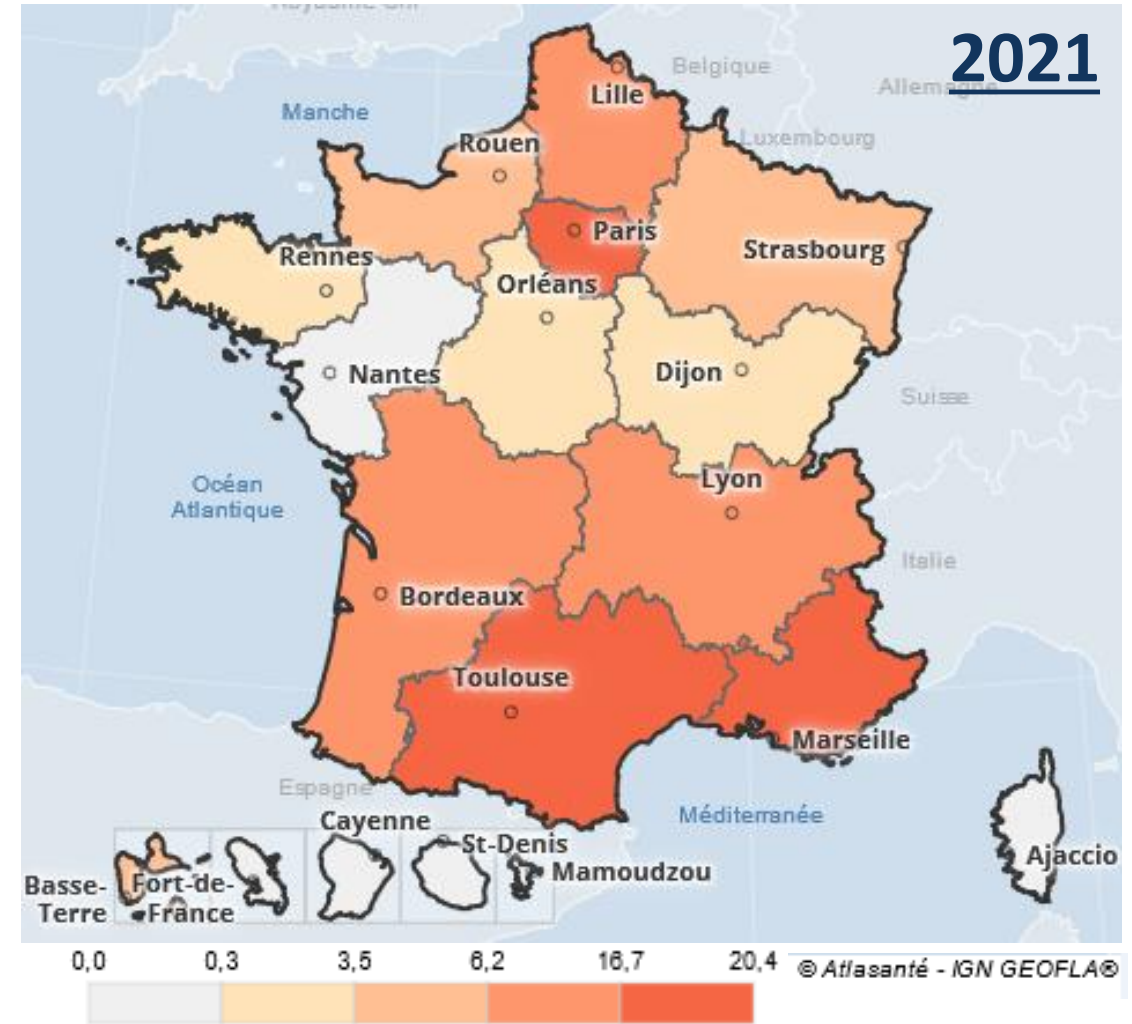 2021
Belgique
Allemagne
Lille
Manche
Luxembourg
Rouen
Paris
Strasbourg
Rennes
Orléans
Nantes
Dijon
Suisse
Lyon
Océan
Atlantique
Italie
Bordeaux
Toulouse
Marseille
Espagne
Méditerranée
Cayenne
St-Denis
Ajaccio
Mamoudzou
Basse-
Terre
Fort-de-
France
0,0 0,3 3,5 6,2 16,7 20,4
© Atlasanté - IGN GEOFLA®